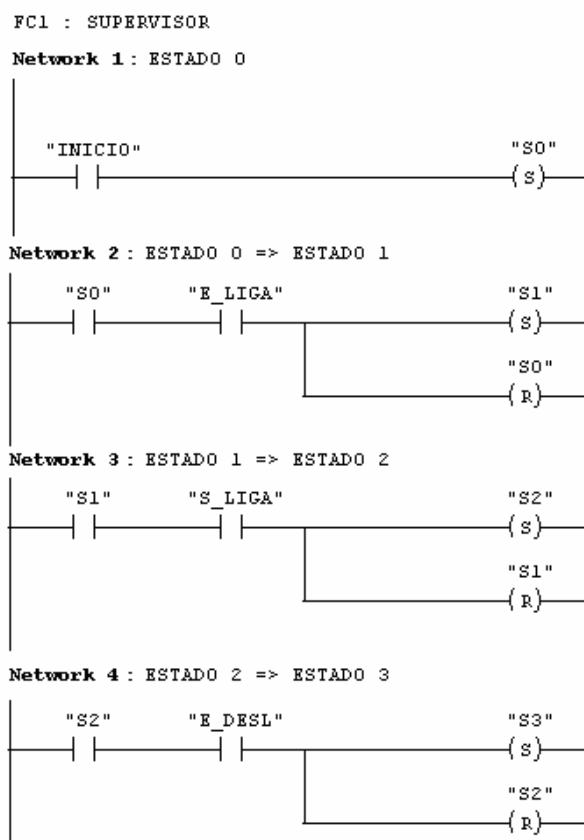 FC1 : SUPERVISOR
Network 1 : ESTADO 0
"INICIO" "S0"
S
Network 2 : ESTADO 0 => ESTADO 1
"S0" "E_LIGA" "S1"
S
"S0"
R
Network 3 : ESTADO 1 => ESTADO 2
"S1" "S_LIGA" "S2"
S
"S1"
R
Network 4 : ESTADO 2 => ESTADO 3
"S2" "E_DESL" "S3"
S
"S2"
R